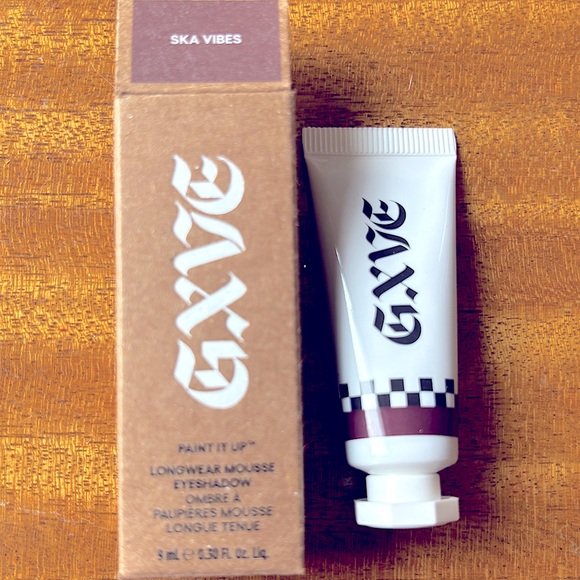 SKA VIBES
GXVE
PAINT IT UP™
LONGWEAR MOUSSE
EYESHADOW
OMBRE À
PAUPIÈRES MOUSSE
LONGUE TENUE
9 mL ℮ 0.30 Fl. Oz. Liq.
GXVE